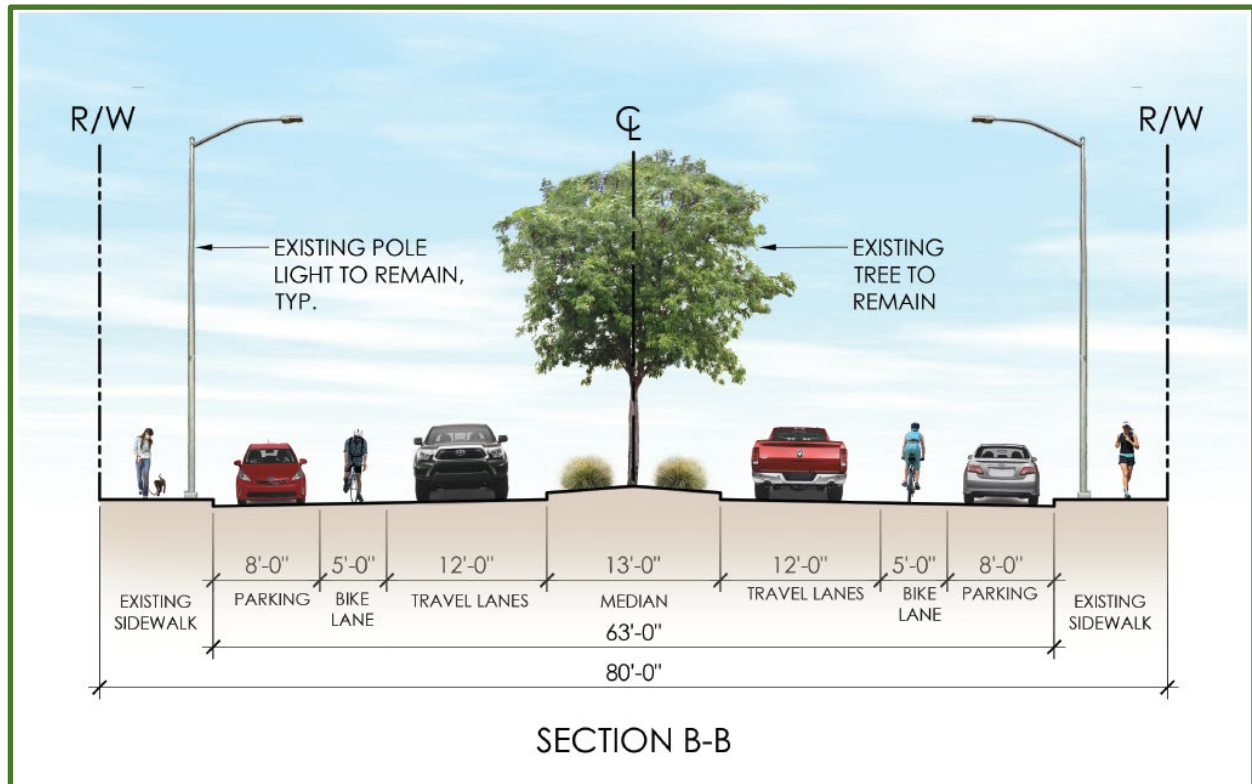 R/W
℄
R/W
EXISTING POLE
LIGHT TO REMAIN,
TYP.
EXISTING
TREE TO
REMAIN
8'-0"
5'-0"
12'-0"
13'-0"
12'-0"
5'-0"
8'-0"
EXISTING
SIDEWALK
PARKING
BIKE
LANE
TRAVEL LANES
MEDIAN
TRAVEL LANES
BIKE
LANE
PARKING
EXISTING
SIDEWALK
63'-0"
80'-0"
SECTION B-B